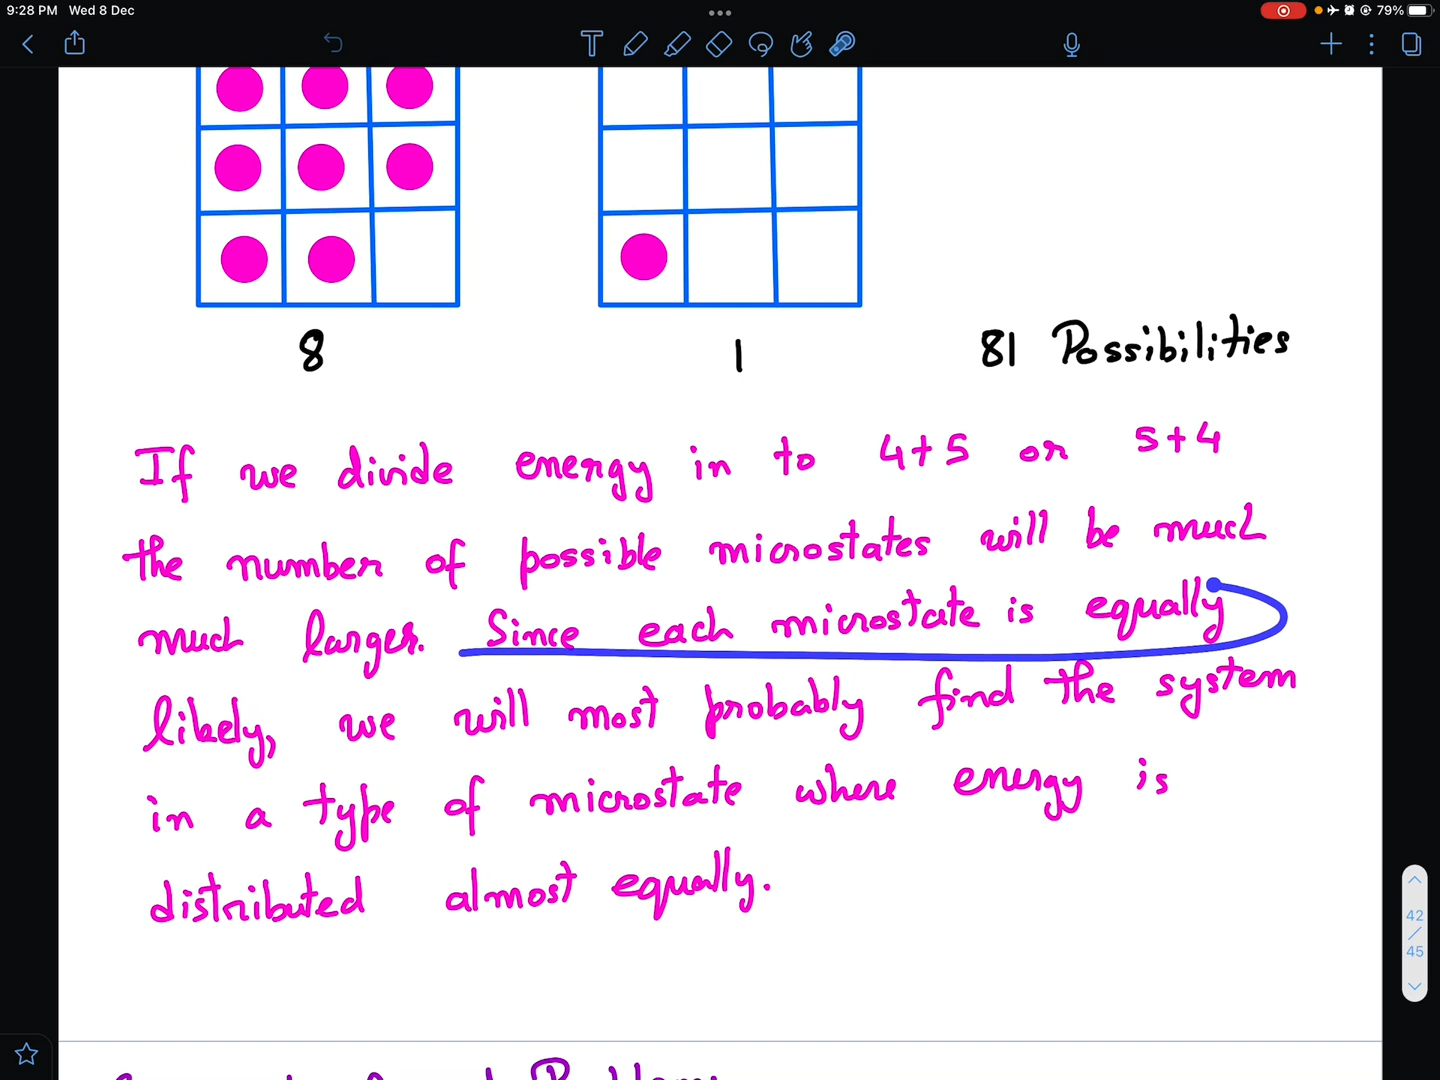 9:28 PM Wed 8 Dec
79%
8 1 81 Possibilities
If we divide energy in to 4+5 or 5+4
the number of possible microstates will be much
much larger. Since each microstate is equally
likely, we will most probably find the system
in a type of microstate where energy is
distributed almost equally.
42
/
45